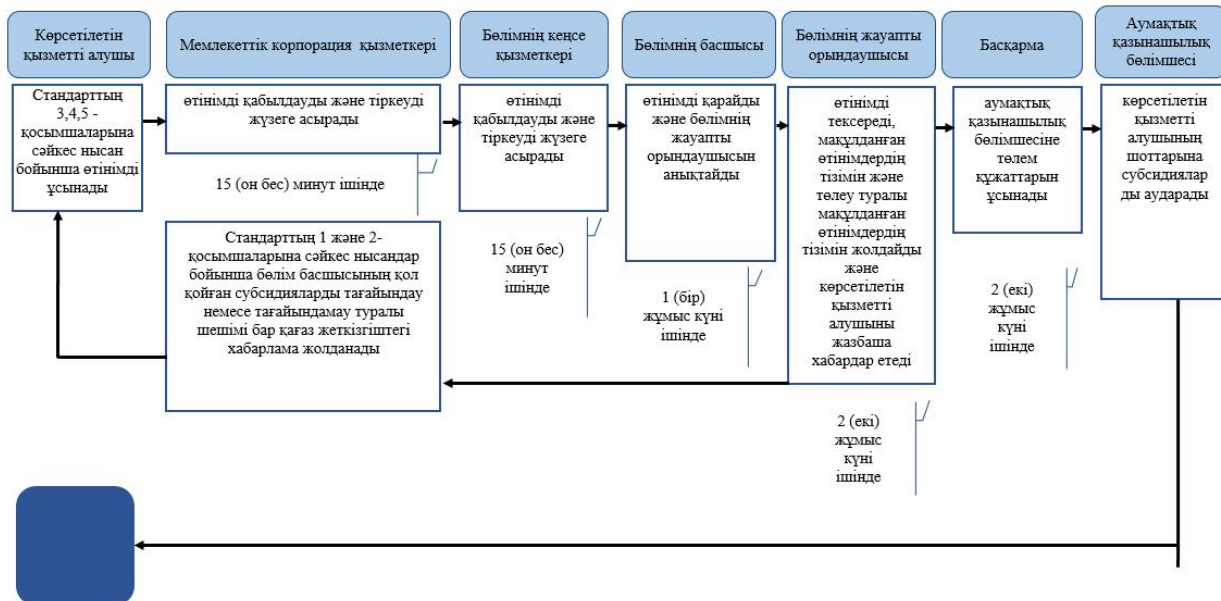 Көрсетілетін
қызметті алушы
Мемлекеттік корпорация қызметкері
Бөлімнің кеңсе
қызметкері
Бөлімнің басшысы
Бөлімнің жауапты
орындаушысы
Басқарма
Аумақтық
қазынашылық
бөлімшесі
Стандарттың
3,4,5 -
қосымшаларына
сәйкес нысан
бойынша өтінімді
ұсынады
өтінімді қабылдауды және тіркеуді
жүзеге асырады
15 (он бес) минут ішінде
Стандарттың 1 және 2-
қосымшаларына сәйкес нысандар
бойынша бөлім басшысының қол
қойған субсидияларды тағайындау
немесе тағайындамау туралы
шешімі бар қағаз жеткізгіштегі
хабарлама жолданады
өтінімді
қабылдауды және
тіркеуді жүзеге
асырады
15 (он бес)
минут
ішінде
өтінімді қарайды
және бөлімнің
жауапты
орындаушысын
анықтайды
1 (бір)
жұмыс күні
ішінде
өтінімді
тексереді,
мақұлданған
өтінімдердің
тізімін және
төлеу туралы
мақұлданған
өтінімдердің
тізімін жолдайды
және
көрсетілетін
қызметті
алушыны
жазбаша
хабардар етеді
2 (екі)
жұмыс
күні
ішінде
аумақтық
қазынашылық
бөлімшесіне
төлем
құжаттарын
ұсынады
2 (екі)
жұмыс
күні
ішінде
көрсетілетін
қызметті
алушының
шоттарына
субсидиялар
ды аударады